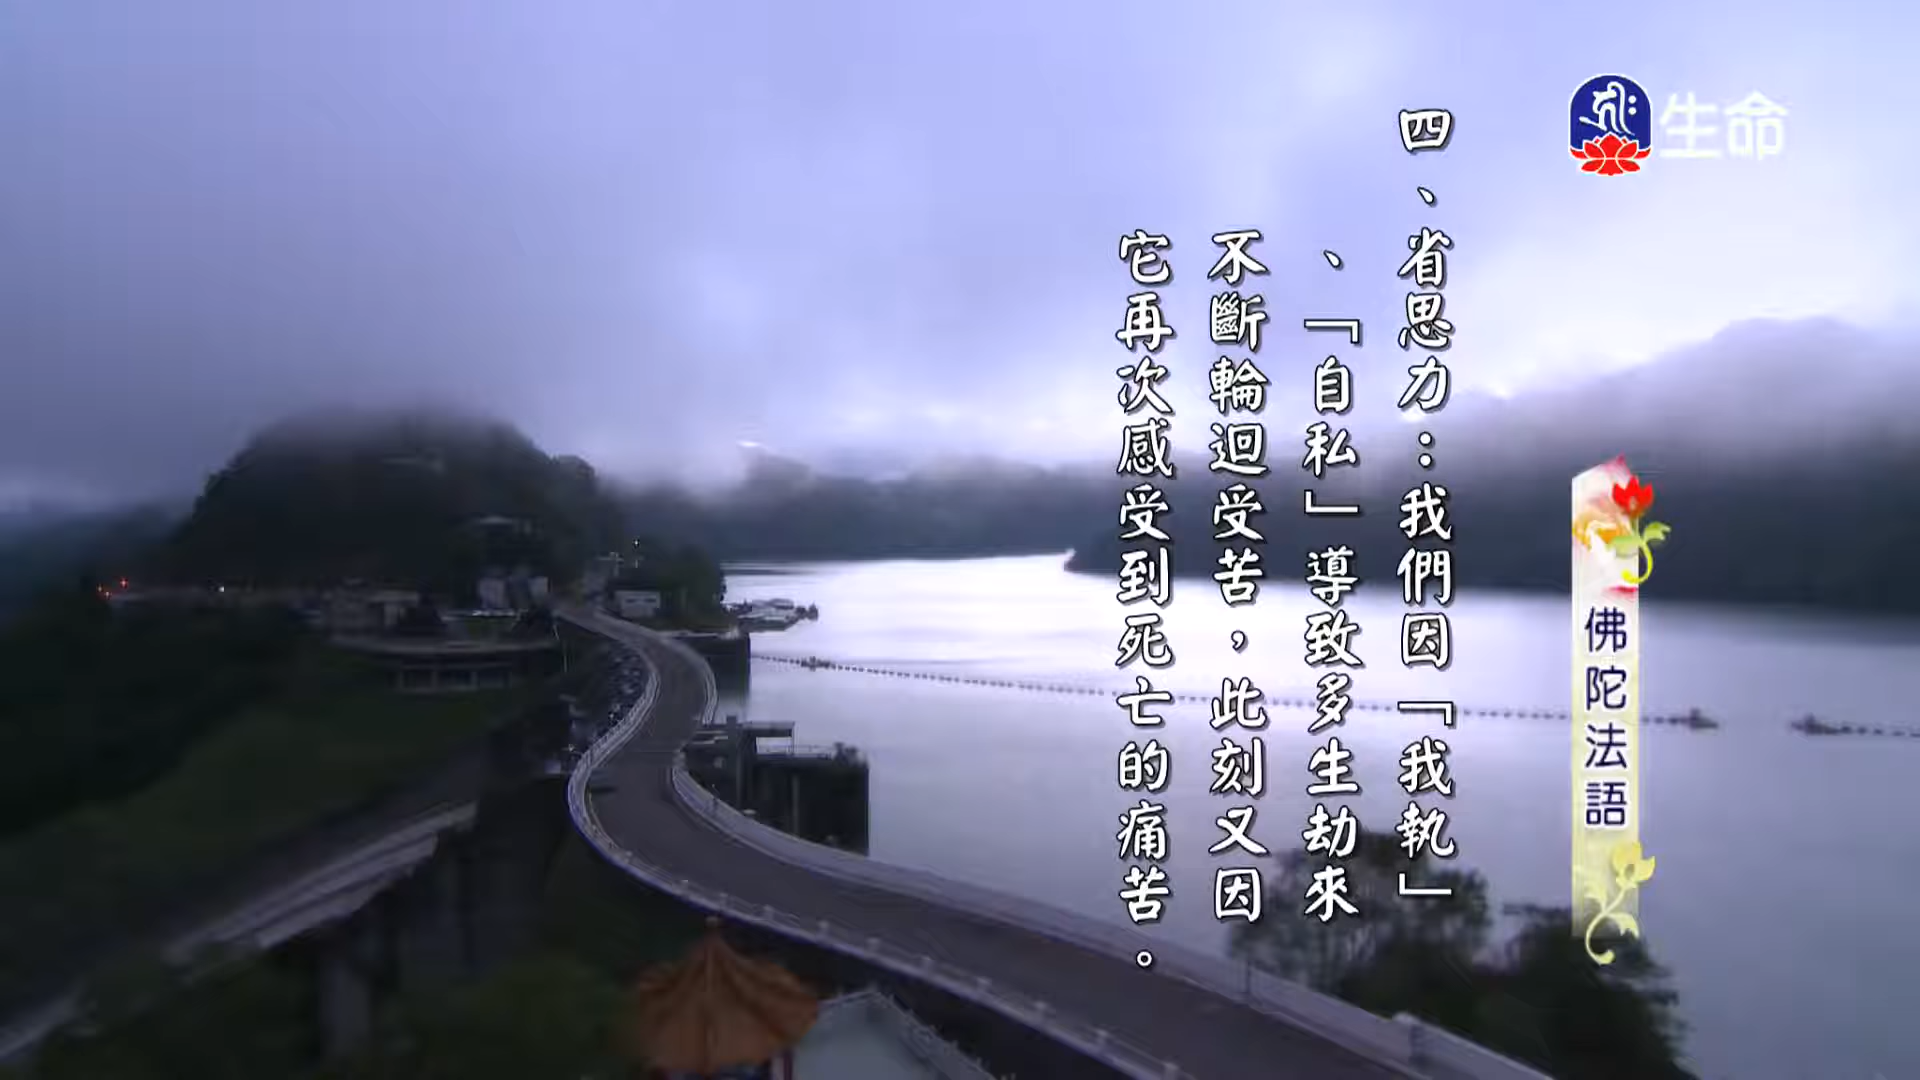 四、省思力：我們因「我執」
、「自私」導致多生劫來
不斷輪迴受苦，此刻又因
它再次感受到死亡的痛苦。
生命
佛陀法語